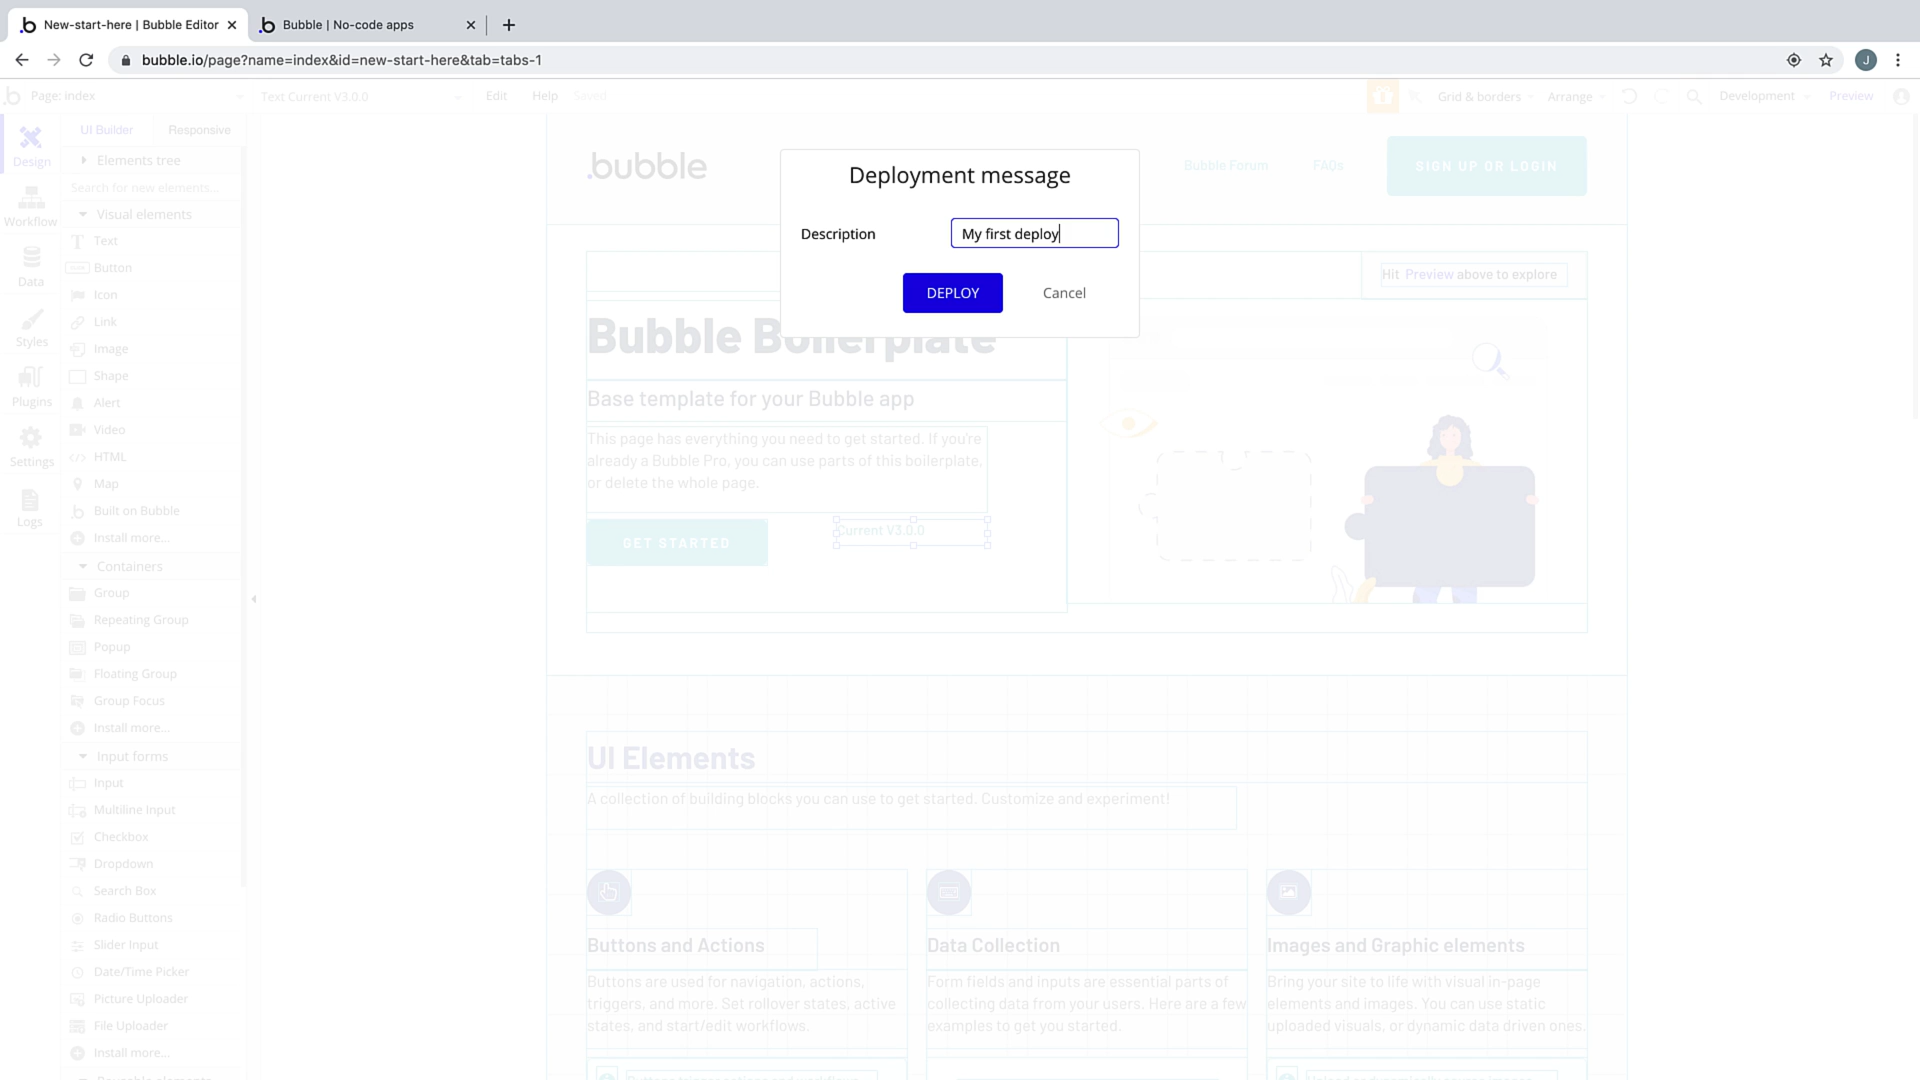 New-start-here | Bubble Editor
Bubble | No-code apps
bubble.io/page?name=index&id=new-start-here&tab=tabs-1
J
Page: index
Text Current V3.0.0
Edit
Help
Saved
Grid & borders
Arrange
Development
Preview
UI Builder
Responsive
Design
Workflow
Data
Styles
Plugins
Settings
Logs
Elements tree
Search for new elements...
Visual elements
Text
Button
Icon
Link
Image
Shape
Alert
Video
HTML
Map
Built on Bubble
Install more...
Containers
Group
Repeating Group
Popup
Floating Group
Group Focus
Install more...
Input forms
Input
Multiline Input
Checkbox
Dropdown
Search Box
Radio Buttons
Slider Input
Date/Time Picker
Picture Uploader
File Uploader
Install more...
.bubble
Bubble Forum
FAQs
SIGN UP OR LOGIN
Deployment message
Description
My first deploy
DEPLOY
Cancel
Hit Preview above to explore
Bubble Boilerplate
Base template for your Bubble app
This page has everything you need to get started. If you're
already a Bubble Pro, you can use parts of this boilerplate,
or delete the whole page.
GET STARTED
Current V3.0.0
UI Elements
A collection of building blocks you can use to get started. Customize and experiment!
Buttons and Actions
Buttons are used for navigation, actions,
triggers, and more. Set rollover states, active
states, and start/edit workflows.
Data Collection
Form fields and inputs are essential parts of
collecting data from your users. Here are a few
examples to get you started.
Images and Graphic elements
Bring your site to life with visual in-page
elements and images. You can use static
uploaded visuals, or dynamic data driven ones.